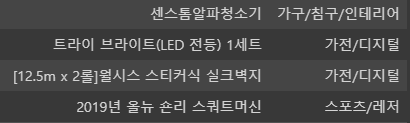 센스톰알파청소기 가구/침구/인테리어
트라이 브라이트(LED 전등) 1세트 가전/디지털
[12.5m x 2롤]월시스 스티커식 실크벽지 가전/디지털
2019년 올뉴 숀리 스쿼트머신 스포츠/레저